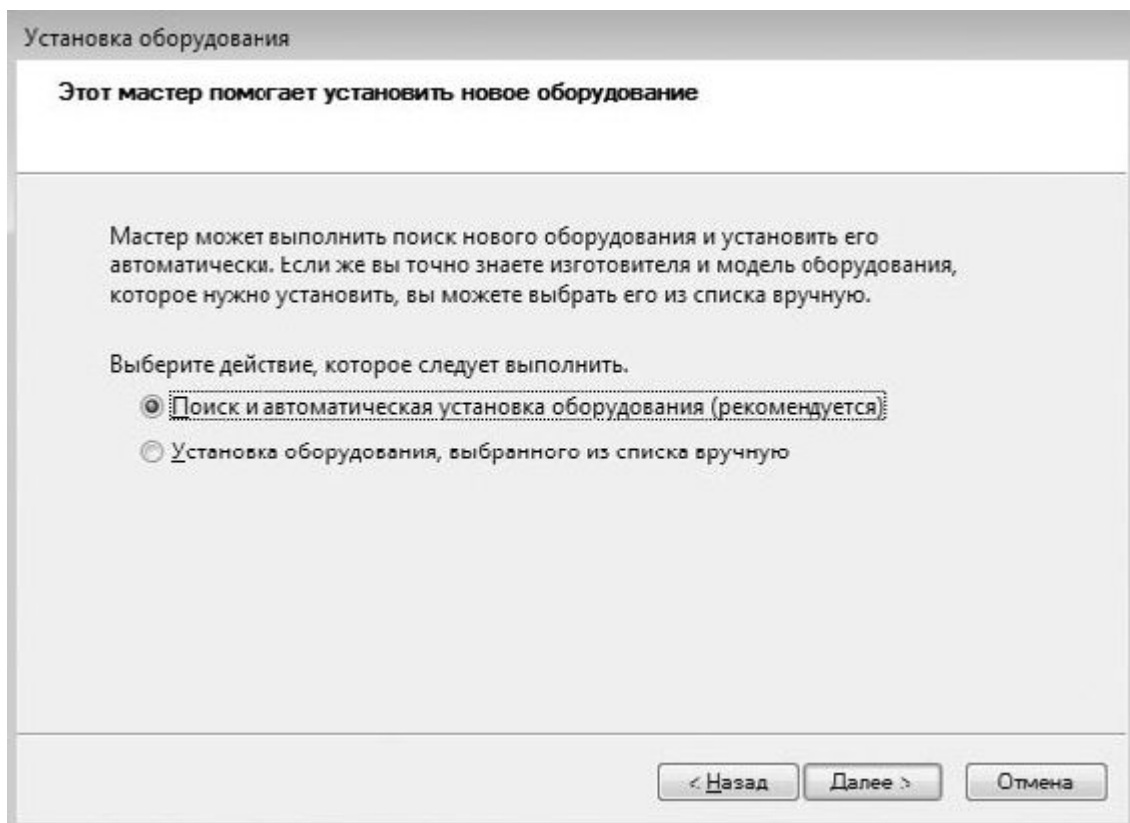 Установка оборудования
Этот мастер помогает установить новое оборудование
Мастер может выполнить поиск нового оборудования и установить его
автоматически. Если же вы точно знаете изготовителя и модель оборудования,
которое нужно установить, вы можете выбрать его из списка вручную.
Выберите действие, которое следует выполнить.
Поиск и автоматическая установка оборудования (рекомендуется)
Установка оборудования, выбранного из списка вручную
< Назад Далее > Отмена